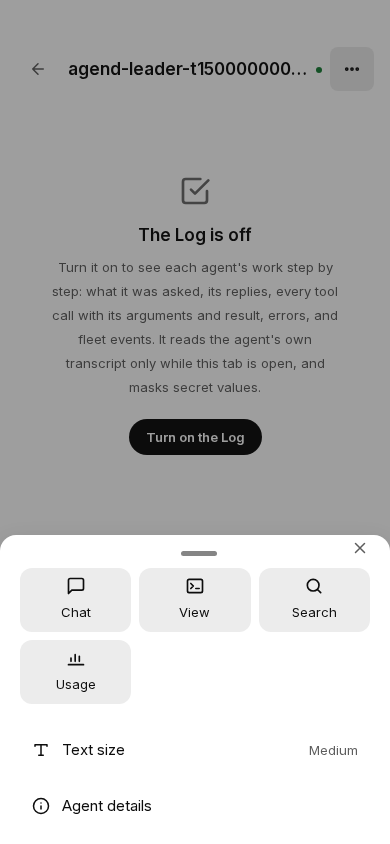 agend-leader-t150000000…
The Log is off
Turn it on to see each agent's work step by
step: what it was asked, its replies, every tool
call with its arguments and result, errors, and
fleet events. It reads the agent's own
transcript only while this tab is open, and
masks secret values.
Turn on the Log
Chat
View
Search
Usage
Text size
Medium
Agent details